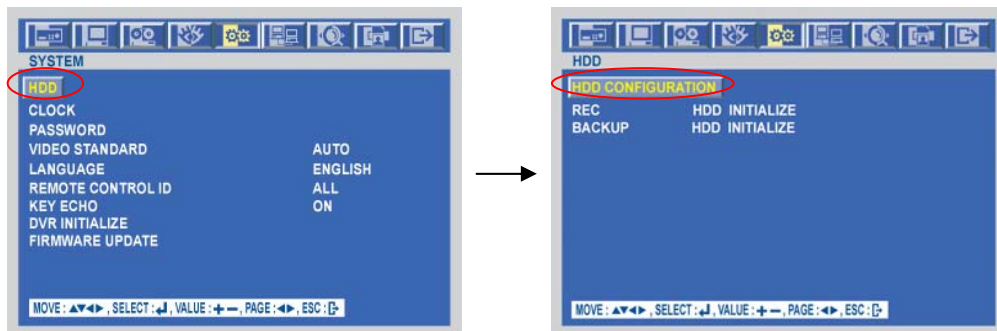 SYSTEM
HDD
CLOCK
PASSWORD
VIDEO STANDARD AUTO
LANGUAGE ENGLISH
REMOTE CONTROL ID ALL
KEY ECHO ON
DVR INITIALIZE
FIRMWARE UPDATE
MOVE : ▲▼◀▶ , SELECT : ↵ , VALUE : + − , PAGE : ◀▶ , ESC :
HDD
HDD CONFIGURATION
REC HDD INITIALIZE
BACKUP HDD INITIALIZE
MOVE : ▲▼◀▶ , SELECT : ↵ , VALUE : + − , PAGE : ◀▶ , ESC :